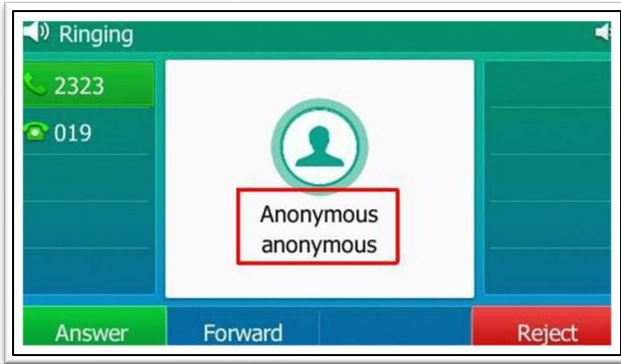 Ringing
2323
019
Anonymous
anonymous
Answer
Forward
Reject